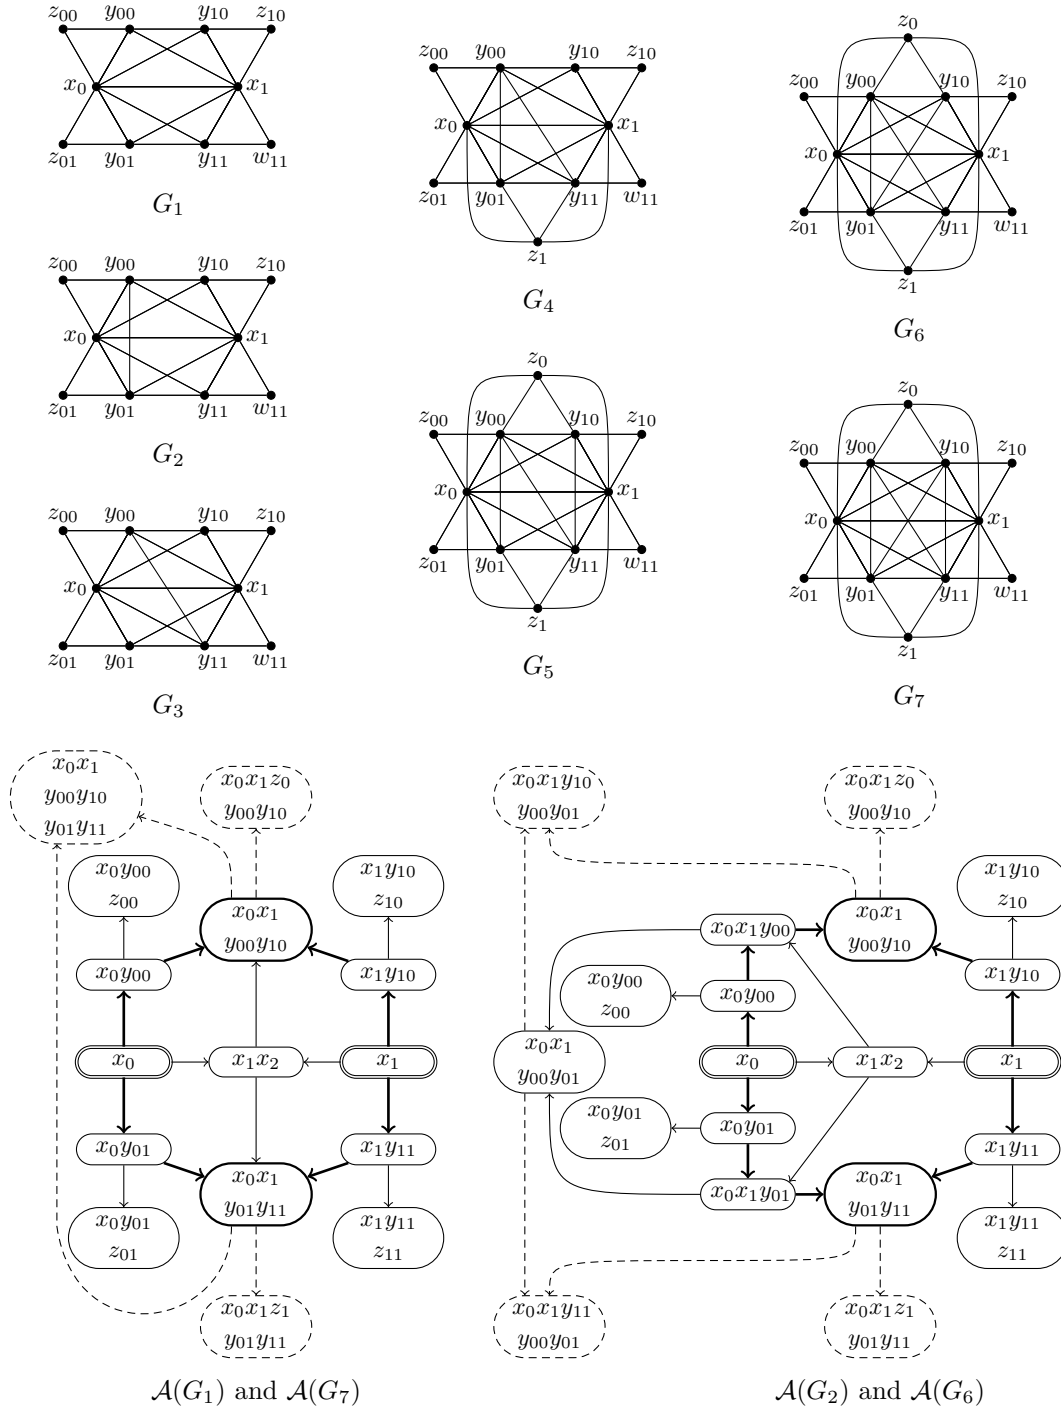 z₀₀ y₀₀ y₁₀ z₁₀
x₀ x₁
z₀₁ y₀₁ y₁₁ w₁₁
G₁
z₀₀ y₀₀ y₁₀ z₁₀
x₀ x₁
z₀₁ y₀₁ y₁₁ w₁₁
G₂
z₀₀ y₀₀ y₁₀ z₁₀
x₀ x₁
z₀₁ y₀₁ y₁₁ w₁₁
G₃
z₀₀ y₀₀ y₁₀ z₁₀
x₀ x₁
z₀₁ y₀₁ y₁₁ w₁₁
z₁
G₄
z₀
z₀₀ y₀₀ y₁₀ z₁₀
x₀ x₁
z₀₁ y₀₁ y₁₁ w₁₁
z₁
G₅
z₀
z₀₀ y₀₀ y₁₀ z₁₀
x₀ x₁
z₀₁ y₀₁ y₁₁ w₁₁
z₁
G₆
z₀
z₀₀ y₀₀ y₁₀ z₁₀
x₀ x₁
z₀₁ y₀₁ y₁₁ w₁₁
z₁
G₇
x₀x₁
y₀₀y₁₀
y₀₁y₁₁
x₀x₁z₀
y₀₀y₁₀
x₀y₀₀
z₀₀
x₀x₁
y₀₀y₁₀
x₁y₁₀
z₁₀
x₀y₀₀
x₁y₁₀
x₀
x₁x₂
x₁
x₀y₀₁
x₁y₁₁
x₀x₁
y₀₁y₁₁
x₀y₀₁
z₀₁
x₁y₁₁
z₁₁
x₀x₁z₁
y₀₁y₁₁
𝒜(G₁) and 𝒜(G₇)
x₀x₁y₁₀
y₀₀y₀₁
x₀x₁z₀
y₀₀y₁₀
x₁y₁₀
z₁₀
x₀x₁y₀₀
x₀x₁
y₀₀y₁₀
x₀y₀₀
z₀₀
x₀y₀₀
x₁y₁₀
x₀x₁
y₀₀y₀₁
x₀
x₁x₂
x₁
x₀y₀₁
z₀₁
x₀y₀₁
x₁y₁₁
x₀x₁y₀₁
x₀x₁
y₀₁y₁₁
x₁y₁₁
z₁₁
x₀x₁y₁₁
y₀₀y₀₁
x₀x₁z₁
y₀₁y₁₁
𝒜(G₂) and 𝒜(G₆)